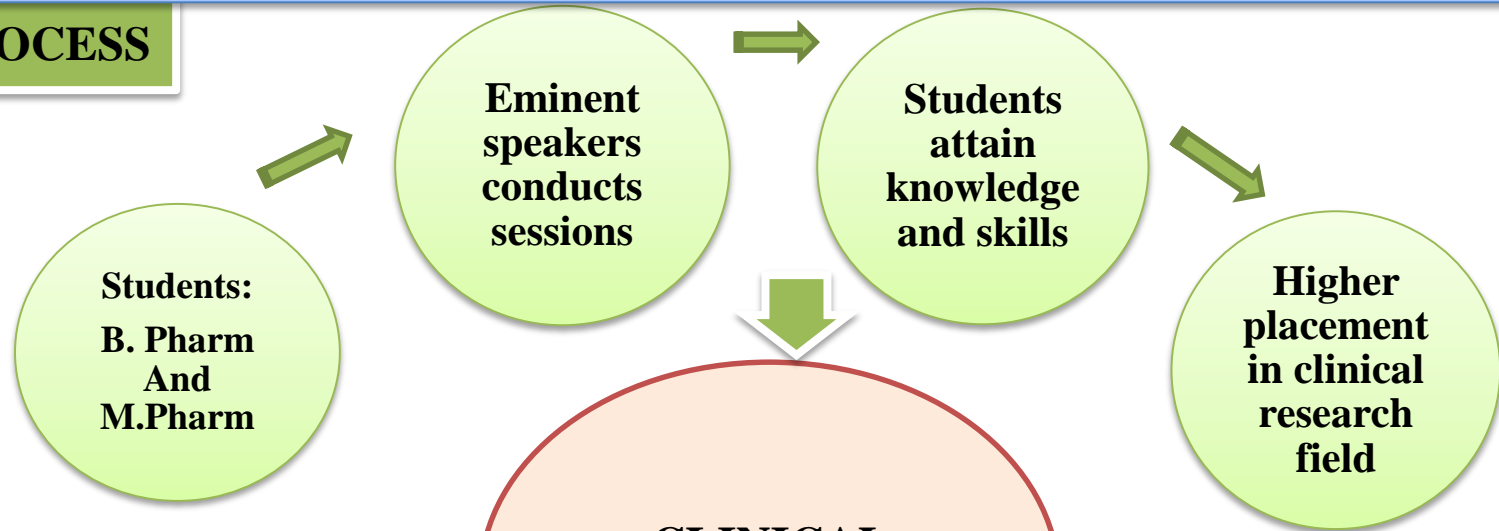 OCESS
Eminent
speakers
conducts
sessions
Students
attain
knowledge
and skills
Students:
B. Pharm
And
M.Pharm
Higher
placement
in clinical
research
field
CLINICAL